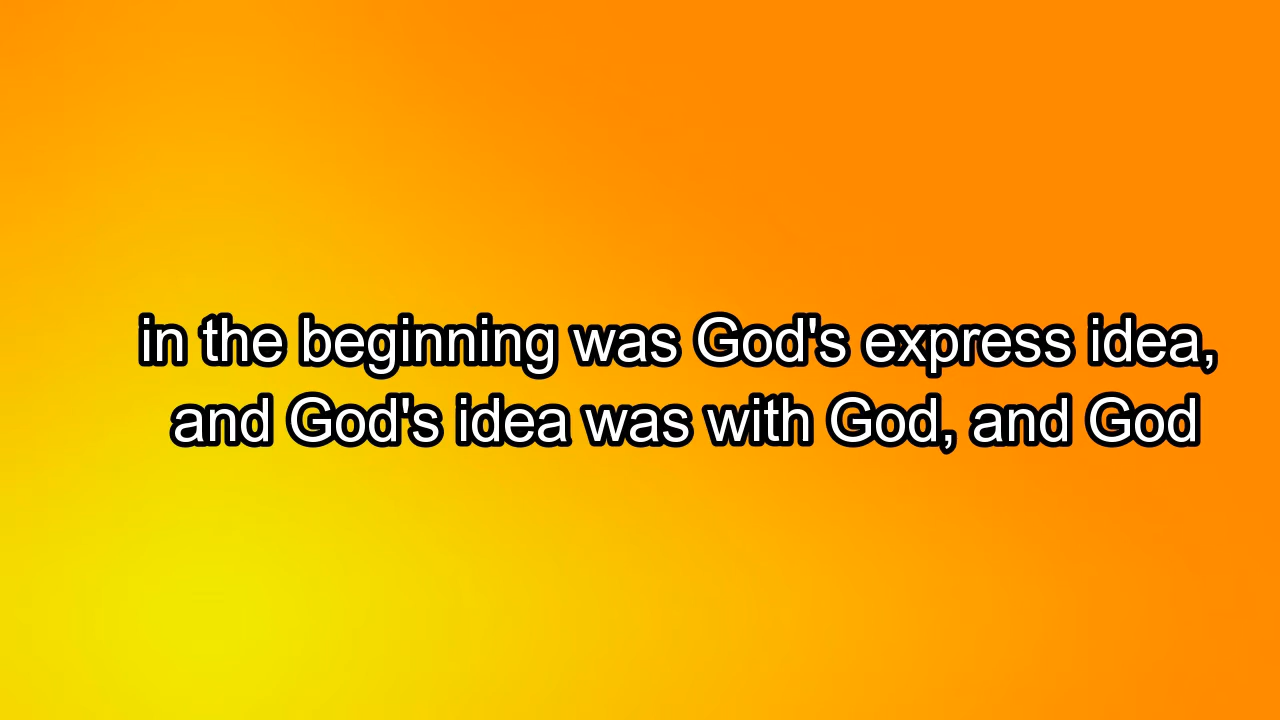 in the beginning was God's express idea,
and God's idea was with God, and God